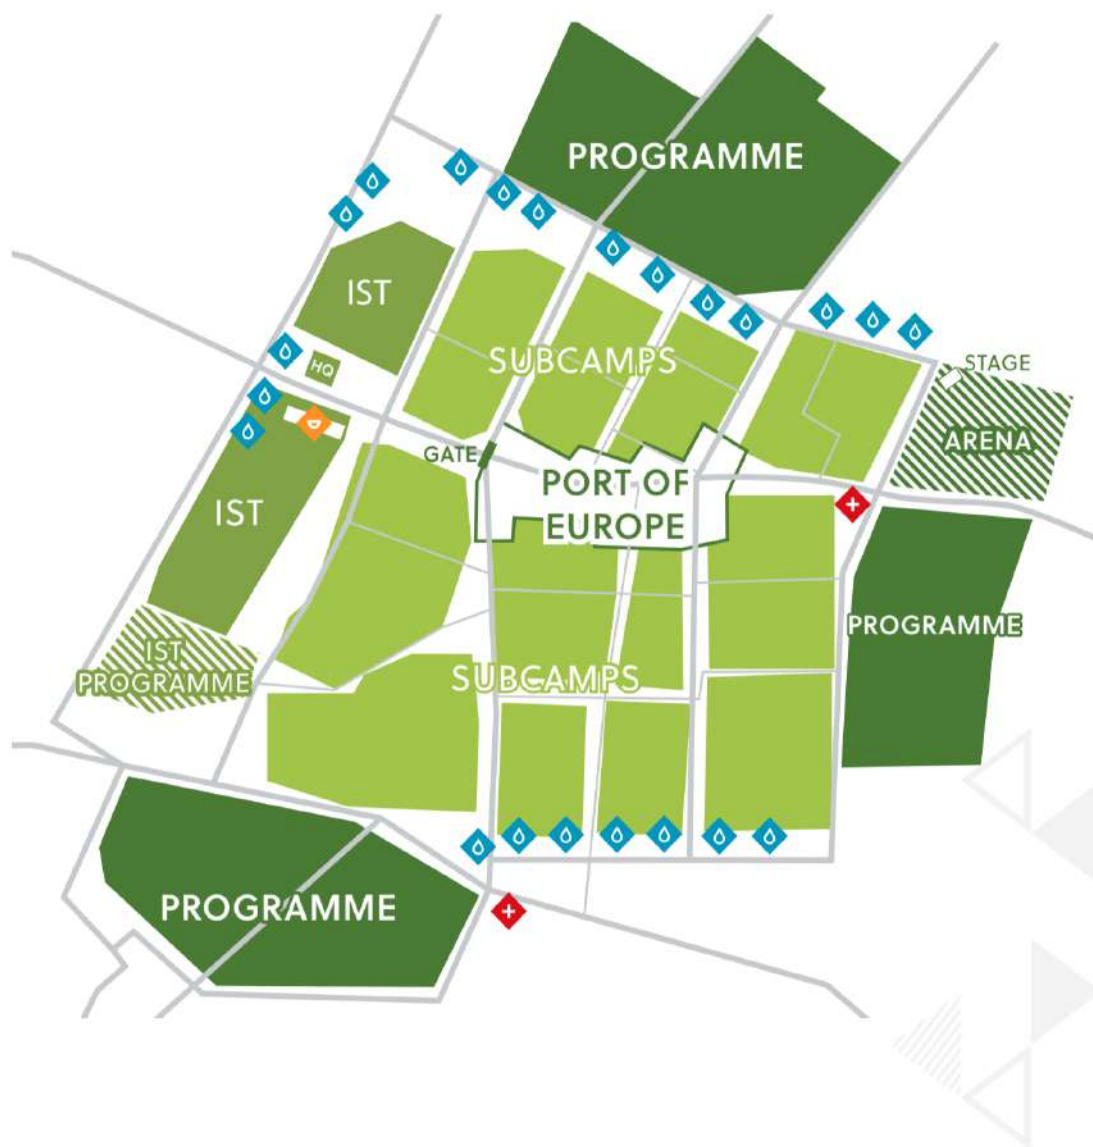 PROGRAMME
IST
SUBCAMPS
HQ
STAGE
ARENA
GATE
PORT OF
EUROPE
IST
PROGRAMME
IST
PROGRAMME
SUBCAMPS
PROGRAMME